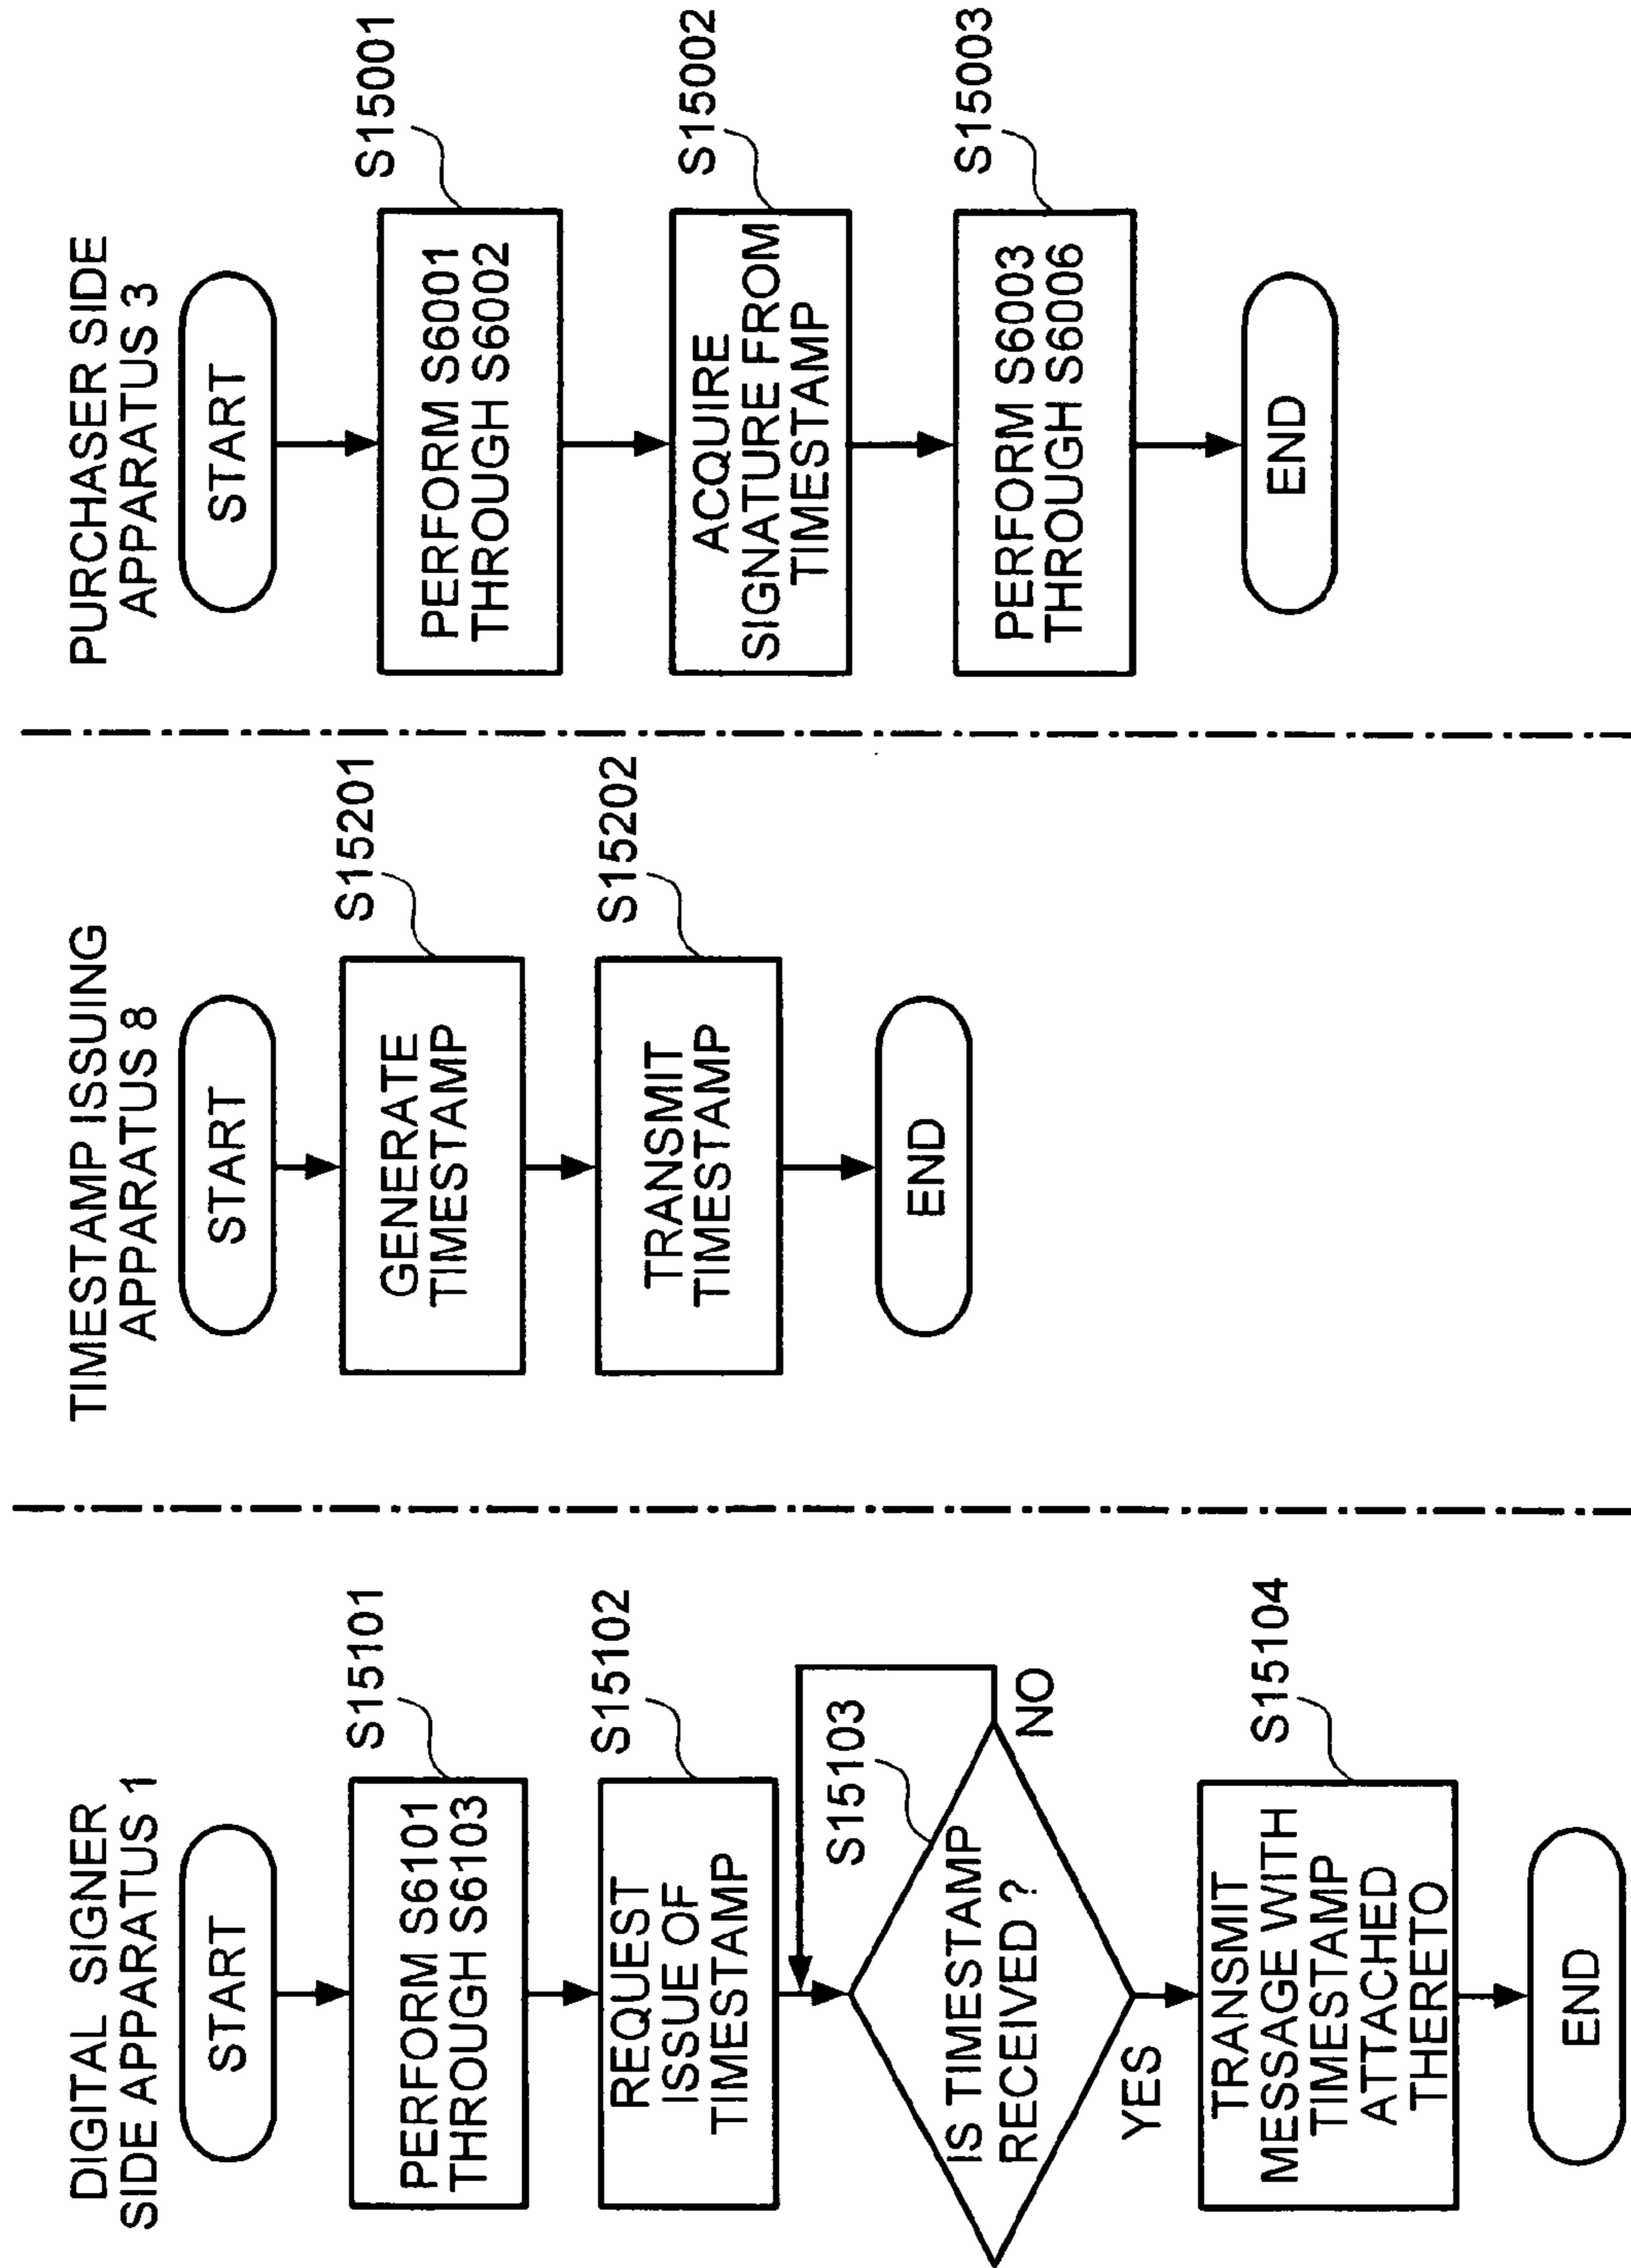 DIGITAL SIGNER
SIDE APPARATUS 1
START
PERFORM S6101
THROUGH S6103
S15101
REQUEST
ISSUE OF
TIMESTAMP
S15102
IS TIMESTAMP
RECEIVED ?
S15103
NO
YES
TRANSMIT
MESSAGE WITH
TIMESTAMP
ATTACHED
THERETO
S15104
END
TIMESTAMP ISSUING
APPARATUS 8
START
GENERATE
TIMESTAMP
S15201
TRANSMIT
TIMESTAMP
S15202
END
PURCHASER SIDE
APPARATUS 3
START
PERFORM S6001
THROUGH S6002
S15001
ACQUIRE
SIGNATURE FROM
TIMESTAMP
S15002
PERFORM S6003
THROUGH S6006
S15003
END